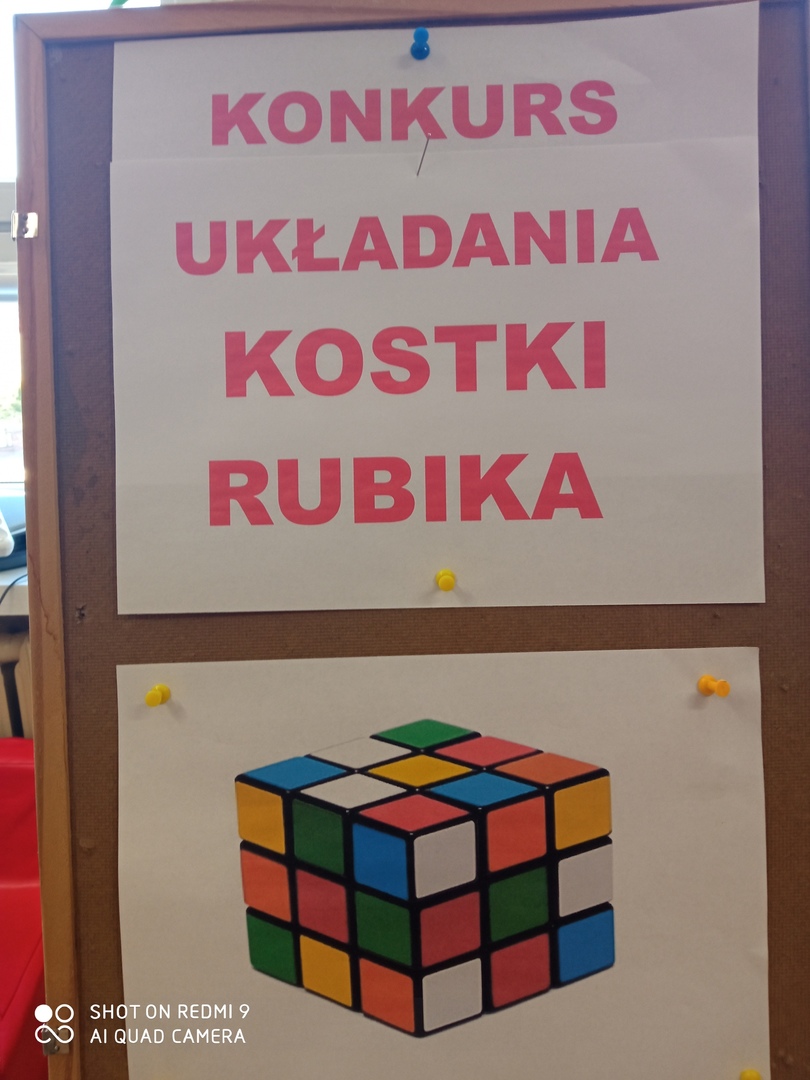 KONKURS
UKŁADANIA
KOSTKI
RUBIKA
SHOT ON REDMI 9
AI QUAD CAMERA